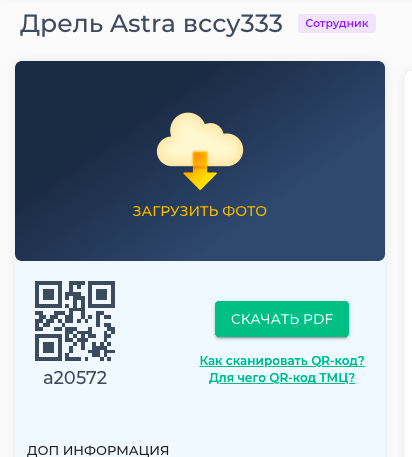 Дрель Astra вссу333
Сотрудник
ЗАГРУЗИТЬ ФОТО
СКАЧАТЬ PDF
a20572
Как сканировать QR-код?
Для чего QR-код ТМЦ?
ДОП ИНФОРМАЦИЯ